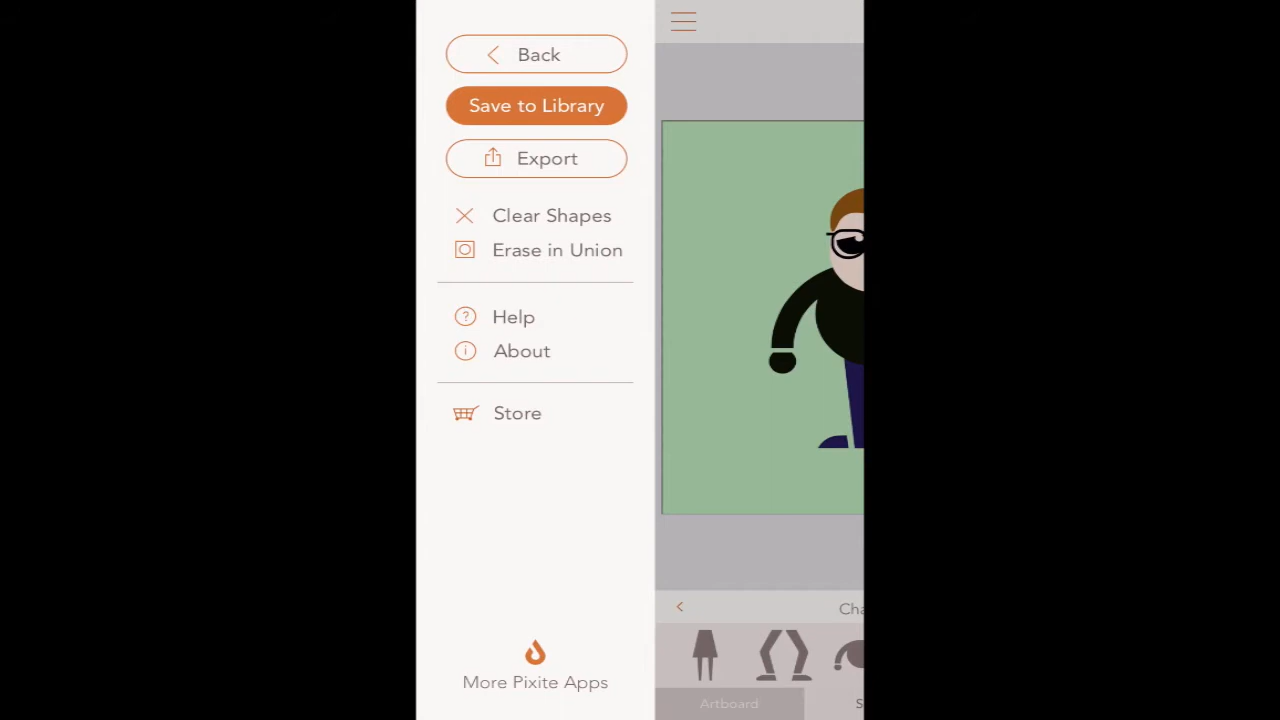 Back
Save to Library
Export
Clear Shapes
Erase in Union
Help
About
Store
More Pixite Apps
Artboard